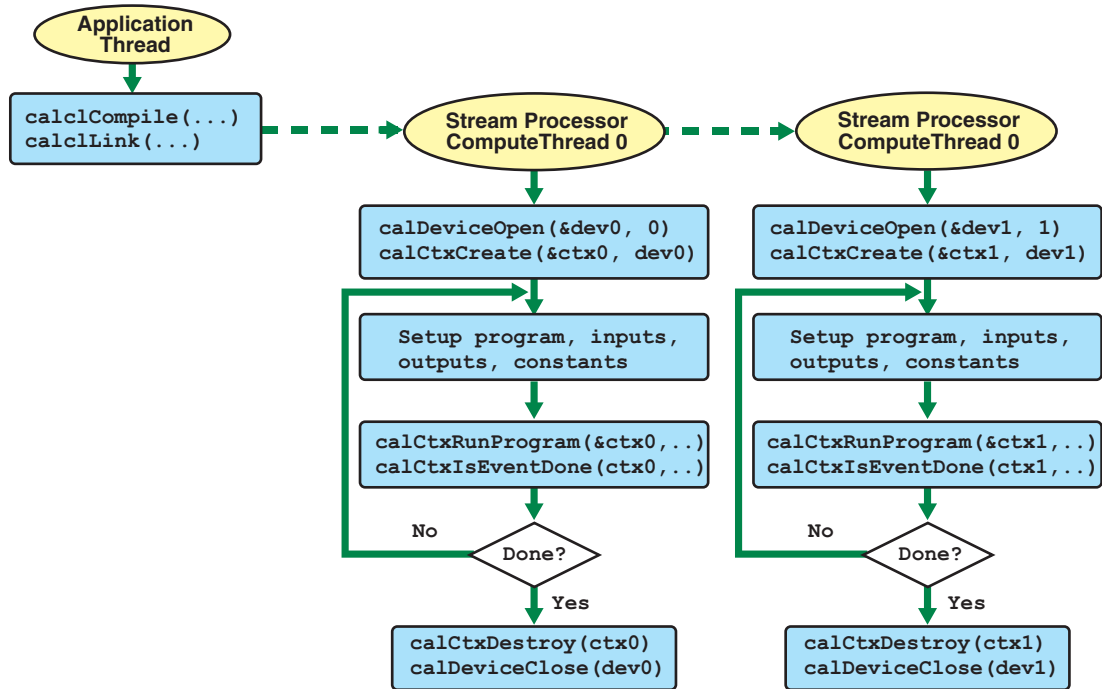 Application
Thread
calclCompile(...)
calclLink(...)
Stream Processor
ComputeThread 0
calDeviceOpen(&dev0, 0)
calCtxCreate(&ctx0, dev0)
Setup program, inputs,
outputs, constants
calCtxRunProgram(&ctx0,..)
calCtxIsEventDone(ctx0,..)
No
Done?
Yes
calCtxDestroy(ctx0)
calDeviceClose(dev0)
Stream Processor
ComputeThread 0
calDeviceOpen(&dev1, 1)
calCtxCreate(&ctx1, dev1)
Setup program, inputs,
outputs, constants
calCtxRunProgram(&ctx1,..)
calCtxIsEventDone(ctx1,..)
No
Done?
Yes
calCtxDestroy(ctx1)
calDeviceClose(dev1)